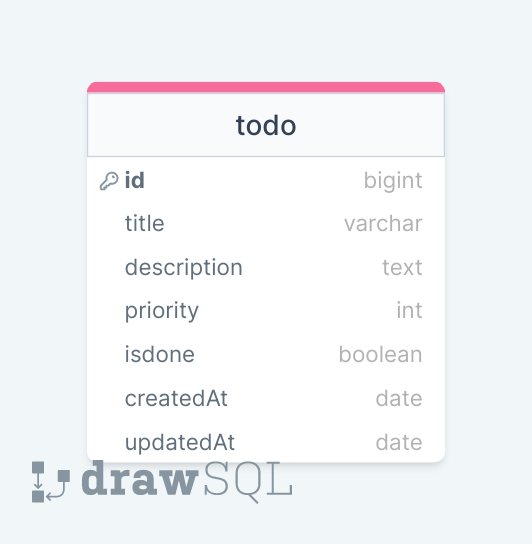 todo
id bigint
title varchar
description text
priority int
isdone boolean
createdAt date
updatedAt date
drawSQL